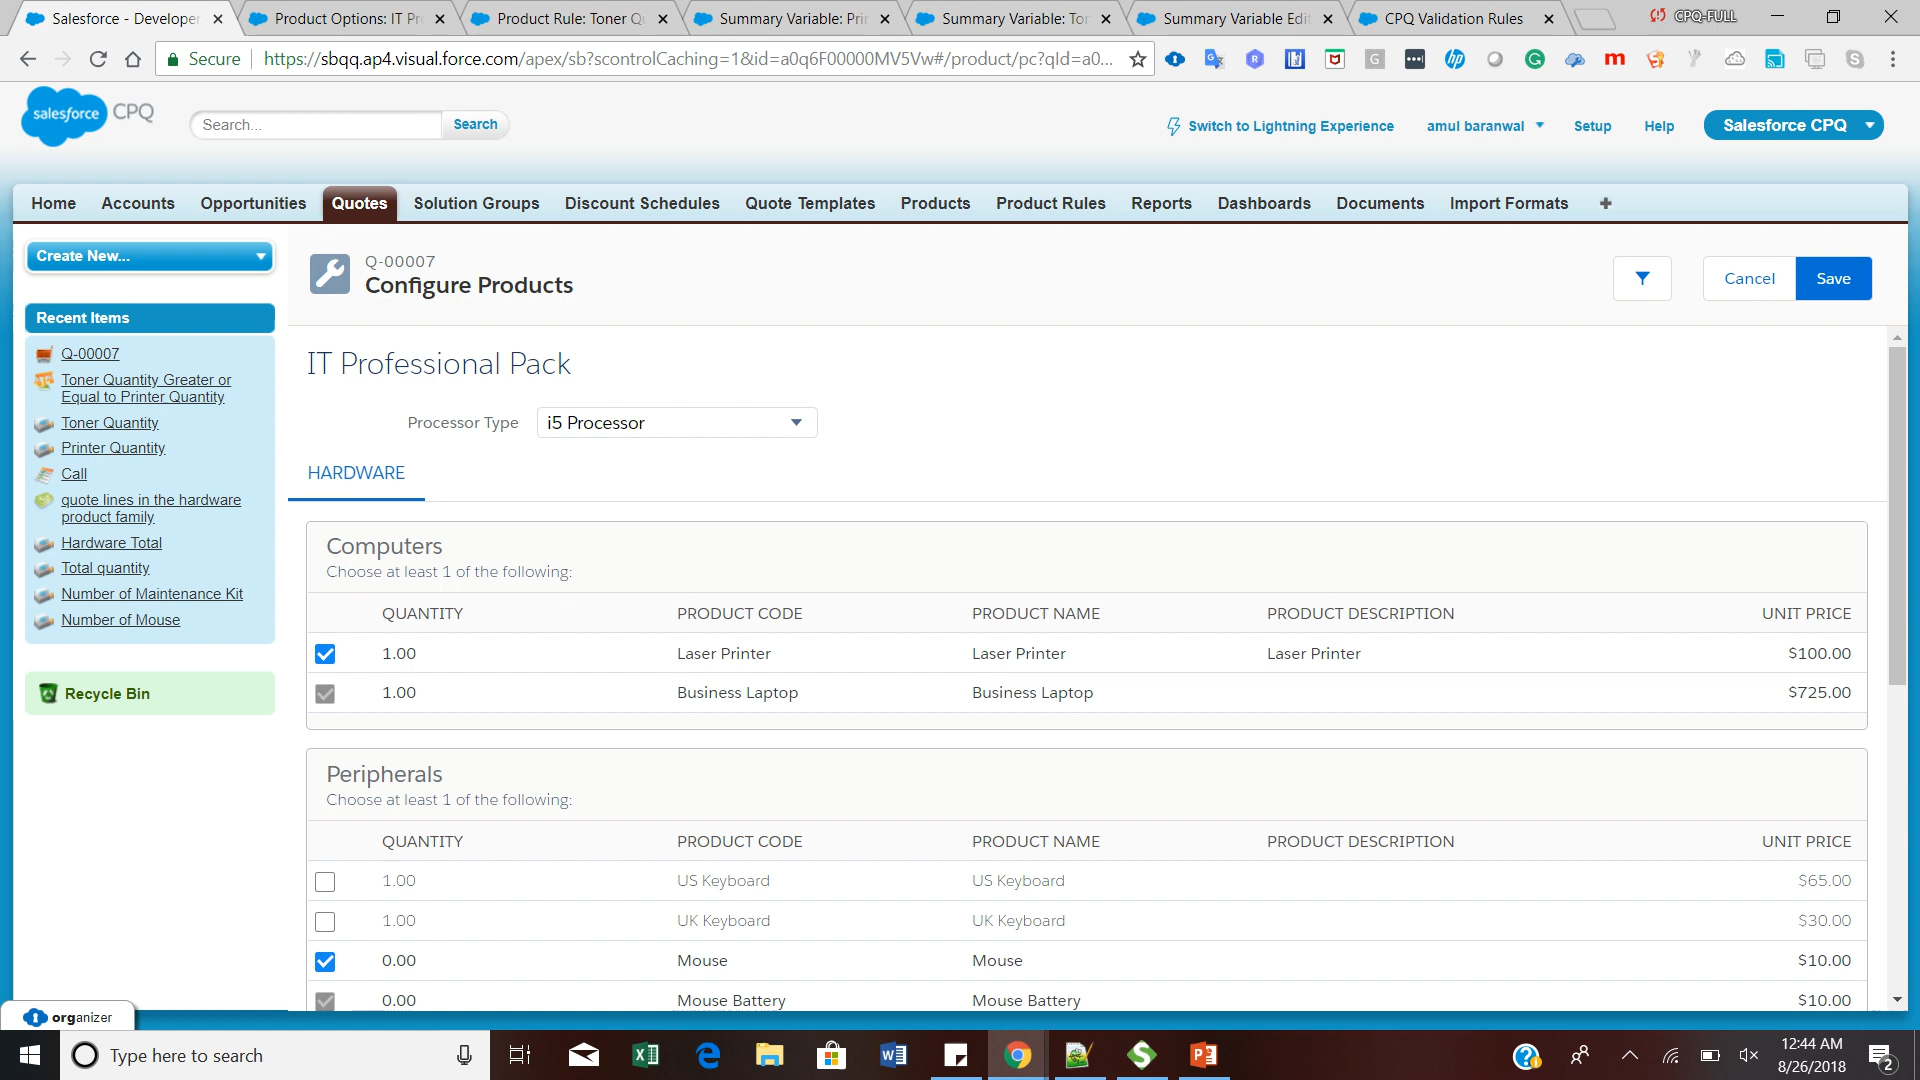 Salesforce - Developer
Product Options: IT Pr
Product Rule: Toner Q
Summary Variable: Prin
Summary Variable: Ton
Summary Variable Edit
CPQ Validation Rules
CPQ-FULL
Secure
https://sbqq.ap4.visual.force.com/apex/sb?scontrolCaching=1&id=a0q6F00000MV5Vw#/product/pc?qId=a0...
salesforce CPQ
Search...
Search
Switch to Lightning Experience
amul baranwal
Setup
Help
Salesforce CPQ
Home Accounts Opportunities Quotes Solution Groups Discount Schedules Quote Templates Products Product Rules Reports Dashboards Documents Import Formats +
Create New...
Recent Items
Q-00007
Toner Quantity Greater or
Equal to Printer Quantity
Toner Quantity
Printer Quantity
Call
quote lines in the hardware
product family
Hardware Total
Total quantity
Number of Maintenance Kit
Number of Mouse
Recycle Bin
Q-00007
Configure Products
Cancel
Save
IT Professional Pack
Processor Type i5 Processor
HARDWARE
Computers
Choose at least 1 of the following:
QUANTITY PRODUCT CODE PRODUCT NAME PRODUCT DESCRIPTION UNIT PRICE
1.00 Laser Printer Laser Printer Laser Printer $100.00
1.00 Business Laptop Business Laptop $725.00
Peripherals
Choose at least 1 of the following:
QUANTITY PRODUCT CODE PRODUCT NAME PRODUCT DESCRIPTION UNIT PRICE
1.00 US Keyboard US Keyboard $65.00
1.00 UK Keyboard UK Keyboard $30.00
0.00 Mouse Mouse $10.00
0.00 Mouse Battery Mouse Battery $10.00
organizer
Type here to search
12:44 AM
8/26/2018
2